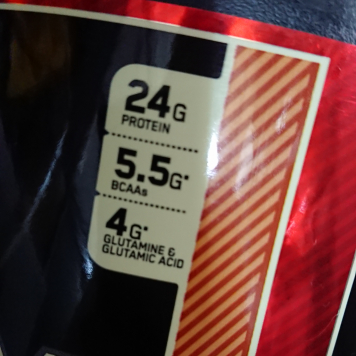 24G
PROTEIN
5.5G*
BCAAs
4G*
GLUTAMINE &
GLUTAMIC ACID